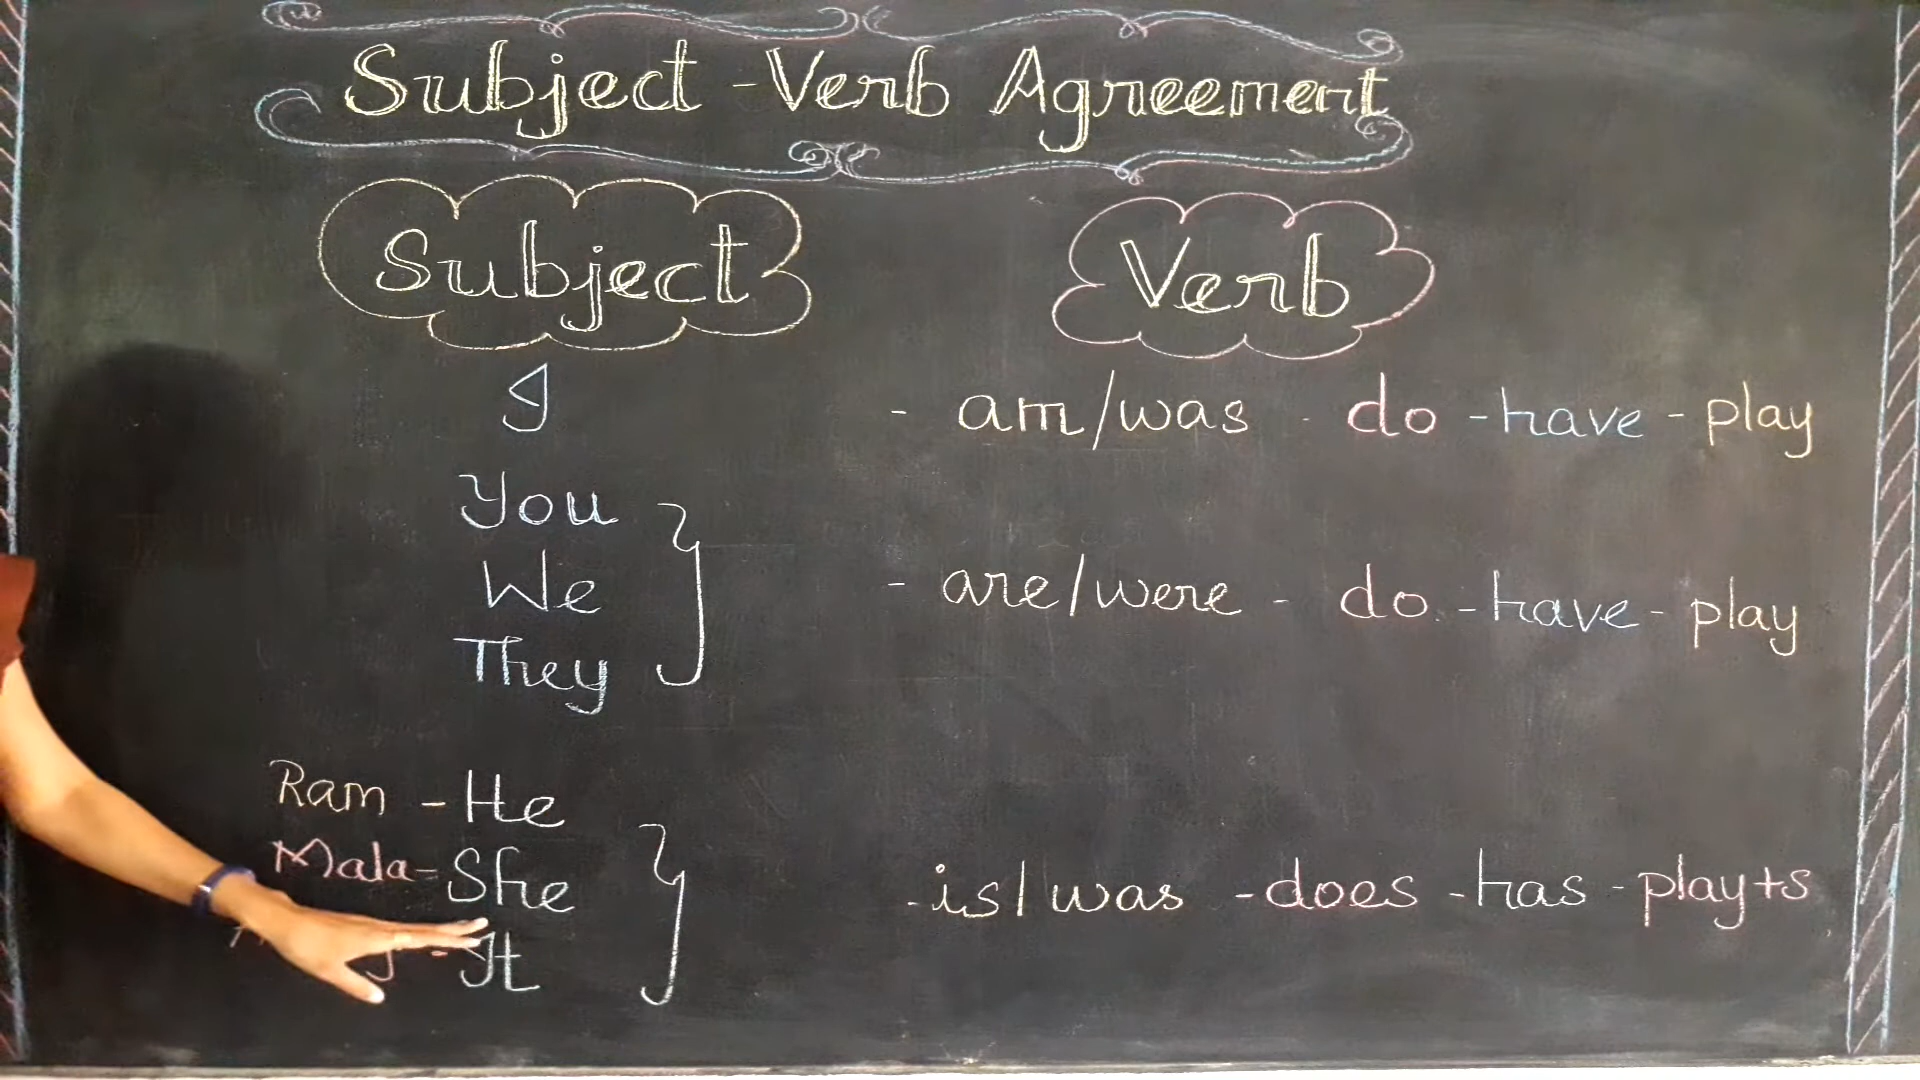 Subject - Verb Agreement
Subject Verb
I - am/was - do - have - play
You
We - are/were - do - have - play
They
Ram - He
Mala - She - is/was - does - has - play+s
- It